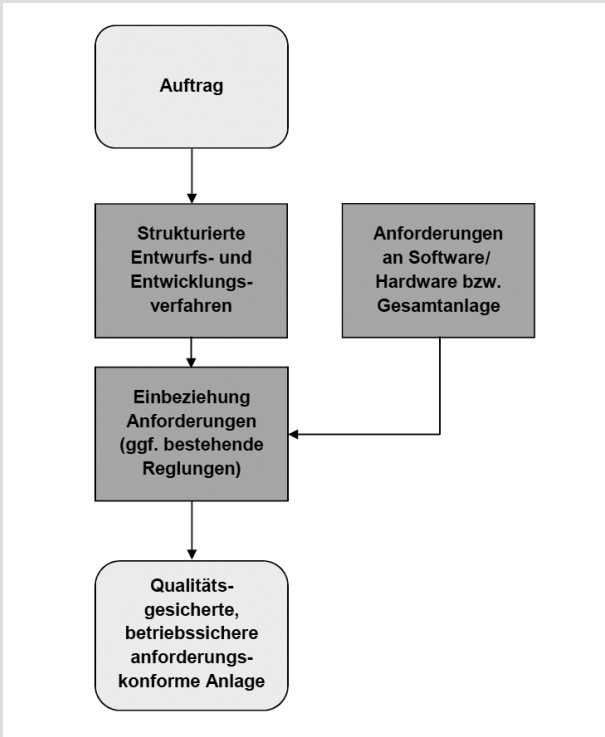 Auftrag
Strukturierte
Entwurfs- und
Entwicklungs-
verfahren
Anforderungen
an Software/
Hardware bzw.
Gesamtanlage
Einbeziehung
Anforderungen
(ggf. bestehende
Reglungen)
Qualitäts-
gesicherte,
betriebssichere
anforderungs-
konforme Anlage